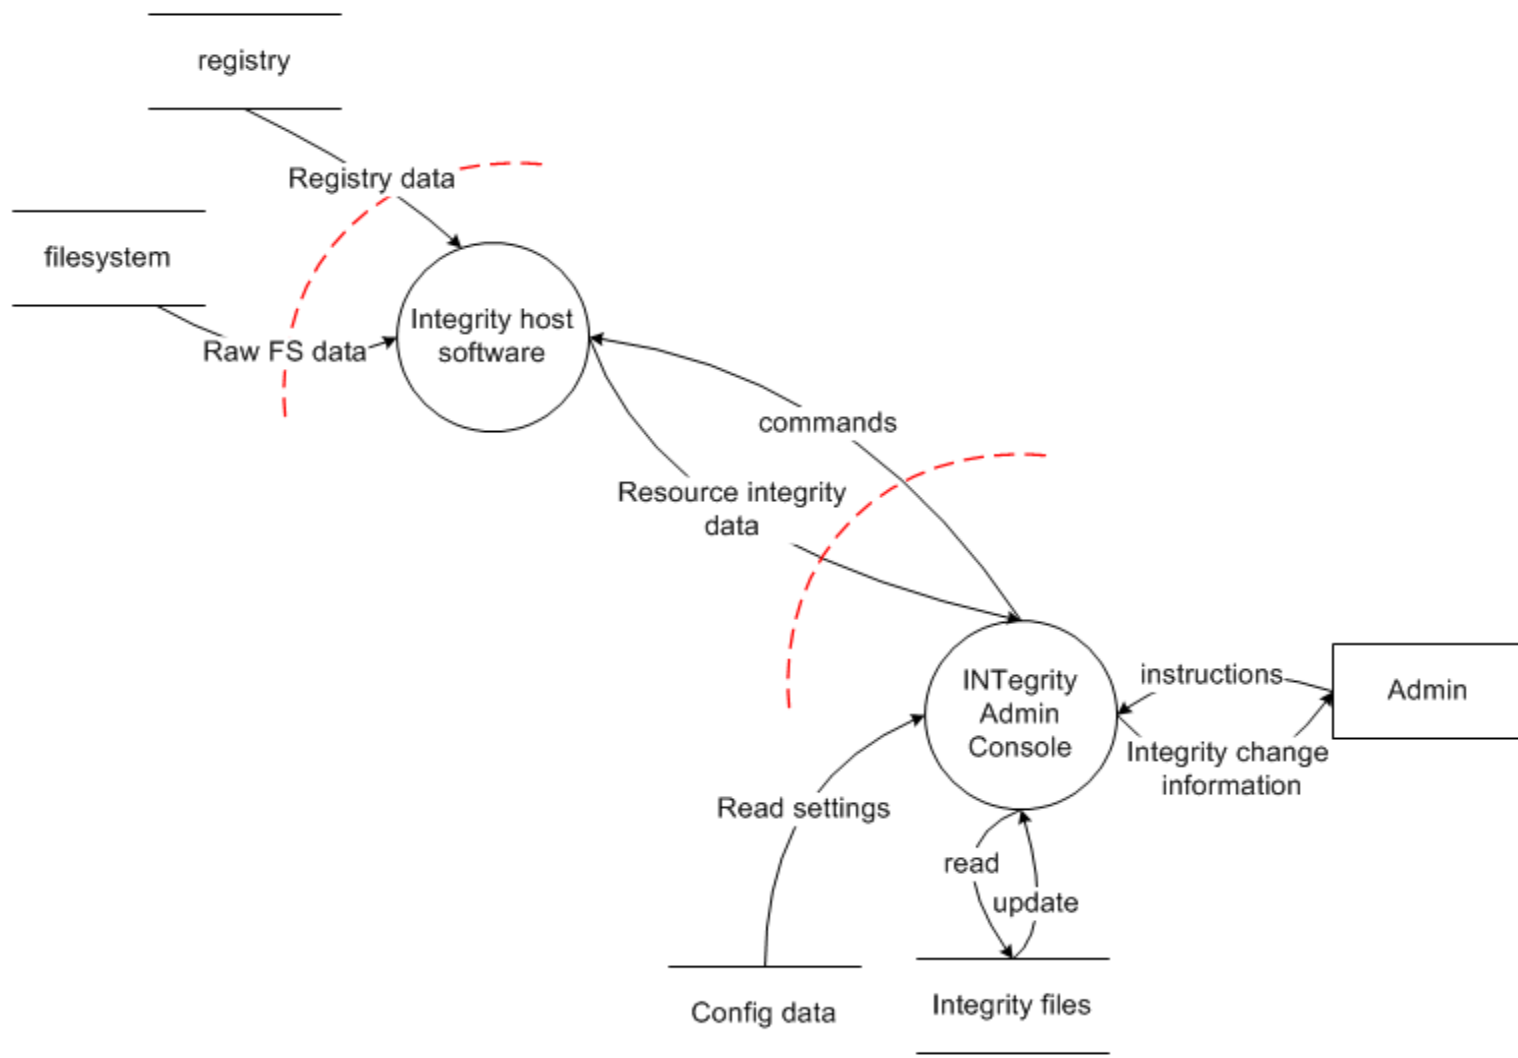 registry
Registry data
filesystem
Integrity host
software
Raw FS data
commands
Resource integrity
data
INTegrity
Admin
Console
instructions
Admin
Integrity change
information
Read settings
read
update
Config data
Integrity files